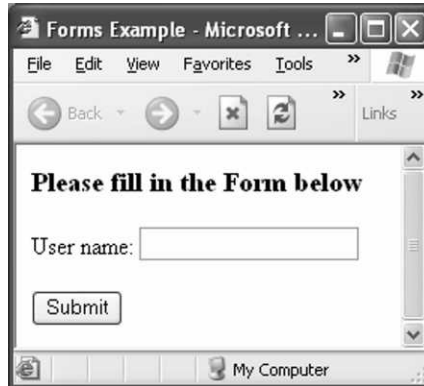 Forms Example - Microsoft ...
File Edit View Favorites Tools »
Back » Links »
Please fill in the Form below
User name:
Submit
My Computer